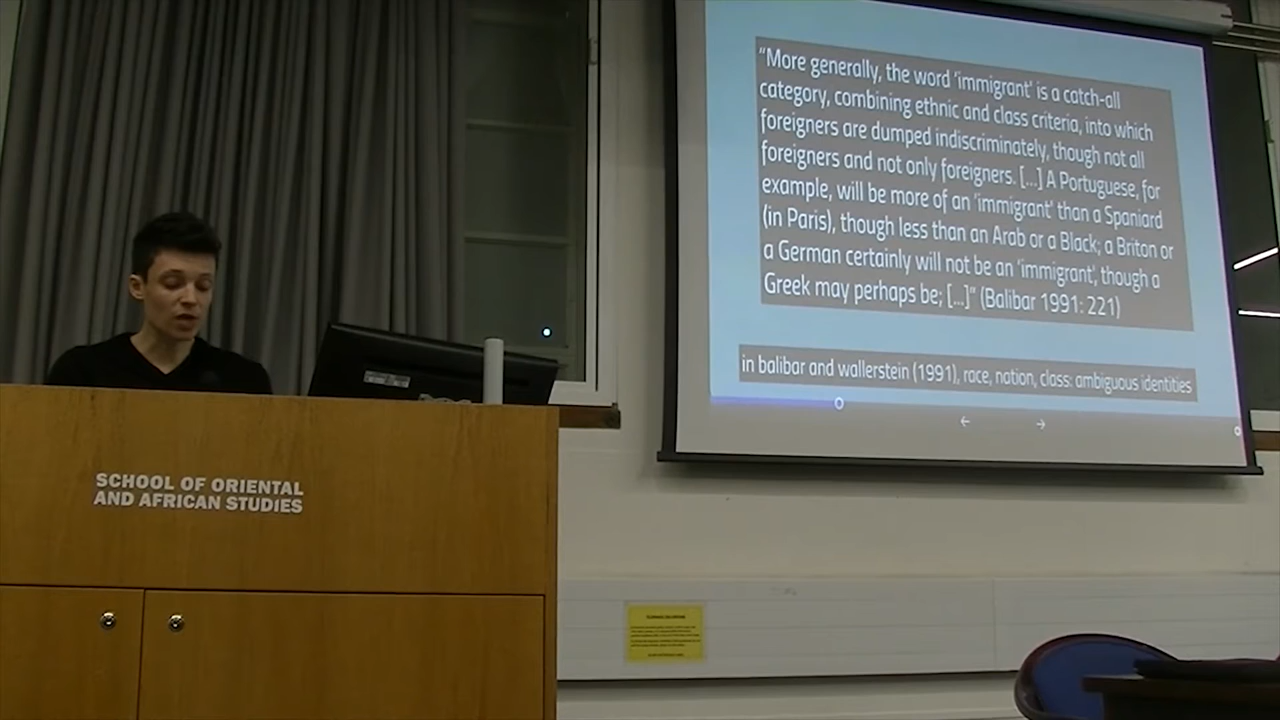 “More generally, the word ‘immigrant’ is a catch-all
category, combining ethnic and class criteria, into which
foreigners are dumped indiscriminately, though not all
foreigners and not only foreigners. [...] A Portuguese, for
example, will be more of an ‘immigrant’ than a Spaniard
(in Paris), though less than an Arab or a Black; a Briton or
a German certainly will not be an ‘immigrant’, though a
Greek may perhaps be; [...]” (Balibar 1991: 221)
in balibar and wallerstein (1991), race, nation, class: ambiguous identities
SCHOOL OF ORIENTAL
AND AFRICAN STUDIES